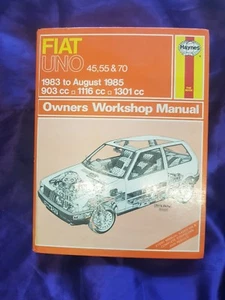 FIAT
Haynes
UNO 45, 55 & 70
1983 to August 1985
903 cc □ 1116 cc □ 1301 cc
Owners Workshop Manual